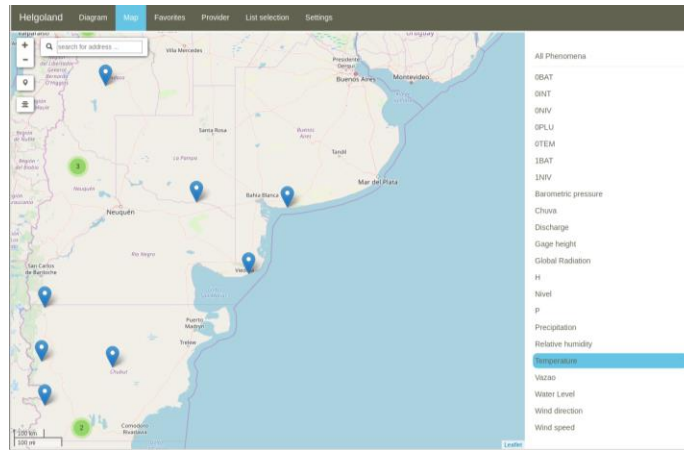 Helgoland Diagram Map Favorites Provider List selection Settings
search for address ...
Villa Mercedes
Uruguay
Presidente
Buenos Aires
Montevideo
Santa Rosa
Buenos
Aires
La Pampa
Tandil
Mar del Plata
3
Neuquén
Bahía Blanca
Neuquén
Río Negro
Viedma
San Carlos
de Bariloche
Puerto
Madryn
Trelew
Chubut
2
Comodoro
Rivadavia
100 km
100 mi
Leaflet
All Phenomena
0BAT
0INT
0NIV
0PLU
0TEM
1BAT
1NIV
Barometric pressure
Chuva
Discharge
Gage height
Global Radiation
H
Nivel
P
Precipitation
Relative humidity
Temperature
Vazao
Water Level
Wind direction
Wind speed